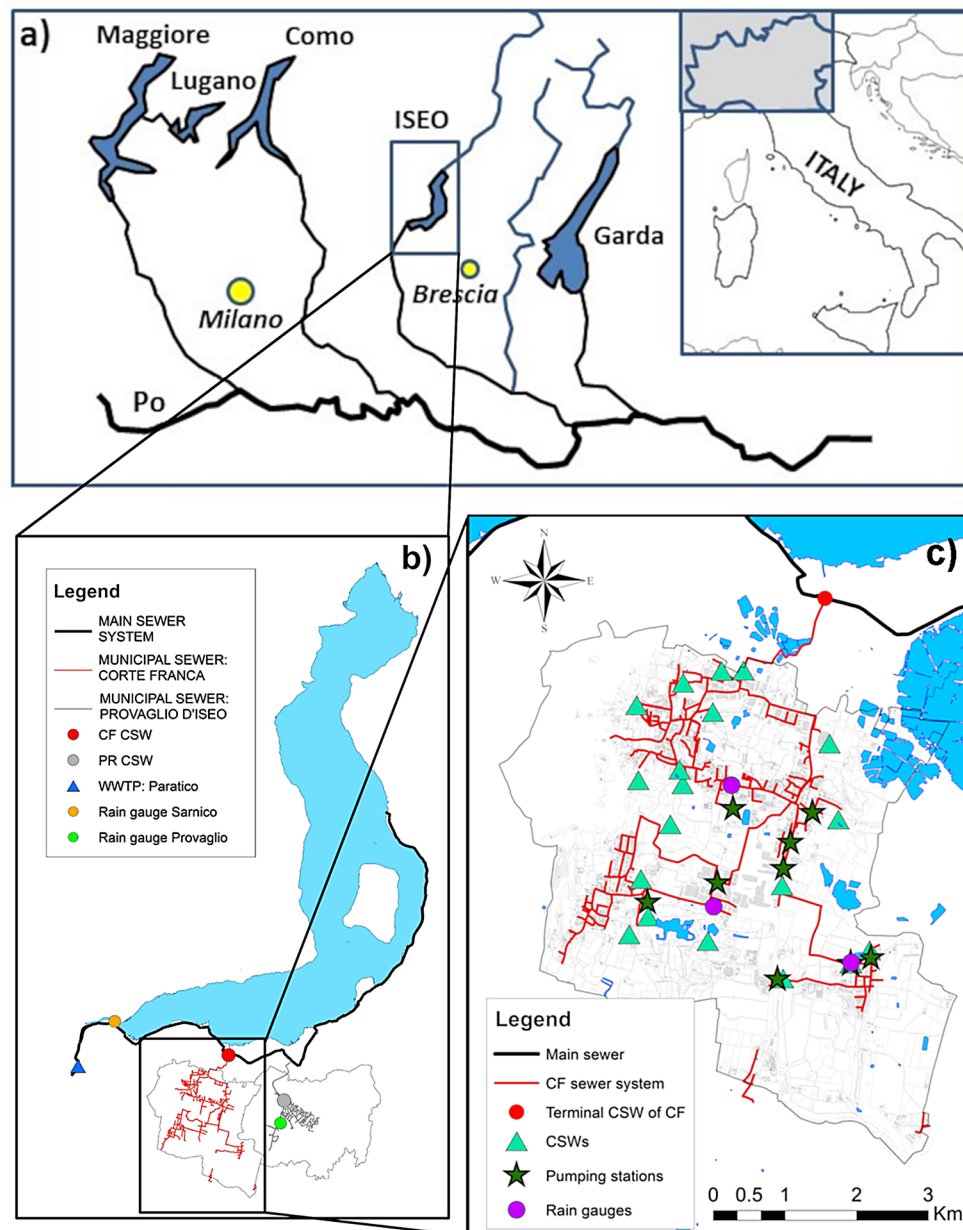 a)
Maggiore
Como
Lugano
ISEO
ITALY
Garda
Brescia
Milano
Po
b)
Legend
MAIN SEWER
SYSTEM
MUNICIPAL SEWER:
CORTE FRANCA
MUNICIPAL SEWER:
PROVAGLIO D'ISEO
CF CSW
PR CSW
WWTP: Paratico
Rain gauge Sarnico
Rain gauge Provaglio
c)
N
W E
S
Legend
Main sewer
CF sewer system
Terminal CSW of CF
CSWs
Pumping stations
Rain gauges
0 0.5 1 2 3
Km